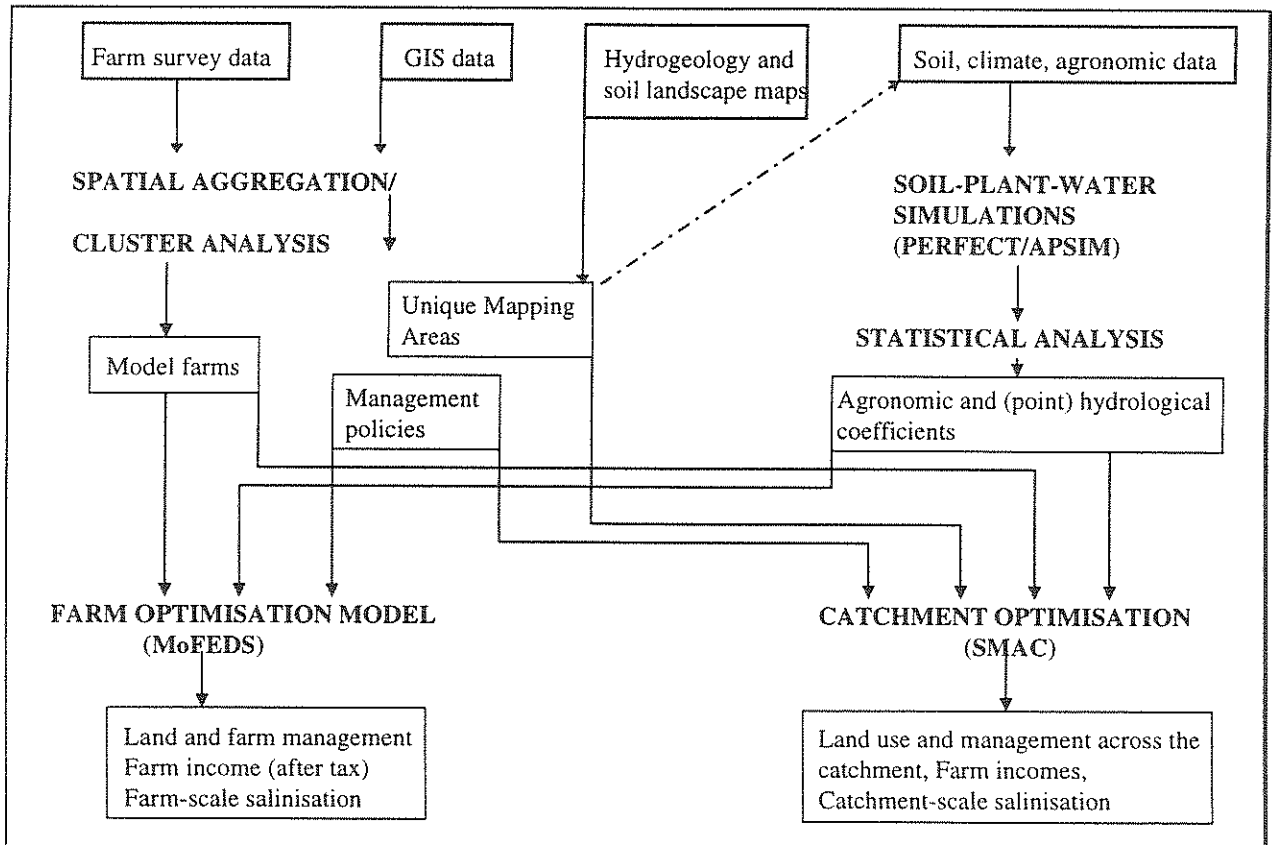 Farm survey data
GIS data
Hydrogeology and
soil landscape maps
Soil, climate, agronomic data
SPATIAL AGGREGATION/
CLUSTER ANALYSIS
SOIL-PLANT-WATER
SIMULATIONS
(PERFECT/APSIM)
Unique Mapping
Areas
STATISTICAL ANALYSIS
Model farms
Management
policies
Agronomic and (point) hydrological
coefficients
FARM OPTIMISATION MODEL
(MoFEDS)
CATCHMENT OPTIMISATION
(SMAC)
Land and farm management
Farm income (after tax)
Farm-scale salinisation
Land use and management across the
catchment, Farm incomes,
Catchment-scale salinisation